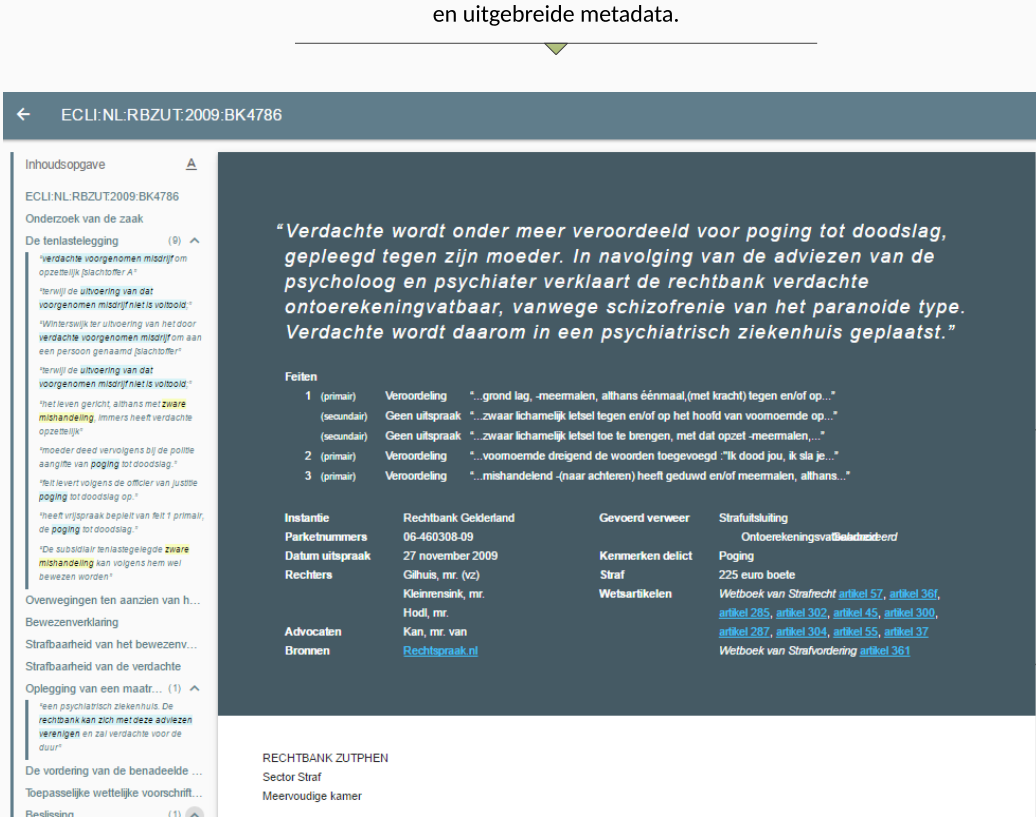 en uitgebreide metadata.
ECLI:NL:RBZUT:2009:BK4786
Inhoudsopgave A
ECLI:NL:RBZUT:2009:BK4786
Onderzoek van de zaak
De tenlastelegging (9)
"verdachte voorgenomen misdrijf om
opzettelijk [slachtoffer A"
"terwijl de uitvoering van dat
voorgenomen misdrijf niet is voltooid;"
"Winterswijk ter uitvoering van het door
verdachte voorgenomen misdrijf om aan
een persoon genaamd [slachtoffer"
"terwijl de uitvoering van dat
voorgenomen misdrijf niet is voltooid;"
"het leven gericht, althans met zware
mishandeling, immers heeft verdachte
opzettelijk"
"moeder deed vervolgens bij de politie
aangifte van poging tot doodslag."
"feit levert volgens de officier van justitie
poging tot doodslag op."
"heeft vrijspraak bepleit van feit 1 primair,
de poging tot doodslag."
"De subsidiair tenlastegelegde zware
mishandeling kan volgens hem wel
bewezen worden"
Overwegingen ten aanzien van h...
Bewezenverklaring
Strafbaarheid van het bewezenv...
Strafbaarheid van de verdachte
Oplegging van een maatr... (1)
"een psychiatrisch ziekenhuis. De
rechtbank kan zich met deze adviezen
verenigen en zal verdachte voor de
duur"
De vordering van de benadeelde ...
Toepasselijke wettelijke voorschrift...
Beslissing (1)
"Verdachte wordt onder meer veroordeeld voor poging tot doodslag,
gepleegd tegen zijn moeder. In navolging van de adviezen van de
psycholoog en psychiater verklaart de rechtbank verdachte
ontoerekeningvatbaar, vanwege schizofrenie van het paranoide type.
Verdachte wordt daarom in een psychiatrisch ziekenhuis geplaatst."
Feiten
1 (primair) Veroordeling "...grond lag, -meermalen, althans éénmaal,(met kracht) tegen en/of op..."
(secundair) Geen uitspraak "...zwaar lichamelijk letsel tegen en/of op het hoofd van voornoemde op..."
(secundair) Geen uitspraak "...zwaar lichamelijk letsel toe te brengen, met dat opzet -meermalen,..."
2 (primair) Veroordeling "...voornoemde dreigend de woorden toegevoegd :"Ik dood jou, ik sla je..."
3 (primair) Veroordeling "...mishandelend -(naar achteren) heeft geduwd en/of meermalen, althans..."
Instantie Rechtbank Gelderland Gevoerd verweer Strafuitsluiting
Parketnummers 06-460308-09
Datum uitspraak 27 november 2009 Kenmerken delict Poging
Rechters Gilhuis, mr. (vz) Straf 225 euro boete
Kleinrensink, mr. Wetsartikelen Wetboek van Strafrecht artikel 57, artikel 36f,
Hodl, mr. artikel 285, artikel 302, artikel 45, artikel 300,
Advocaten Kan, mr. van artikel 287, artikel 304, artikel 55, artikel 37
Bronnen Rechtspraak.nl Wetboek van Strafvordering artikel 361
RECHTBANK ZUTPHEN
Sector Straf
Meervoudige kamer